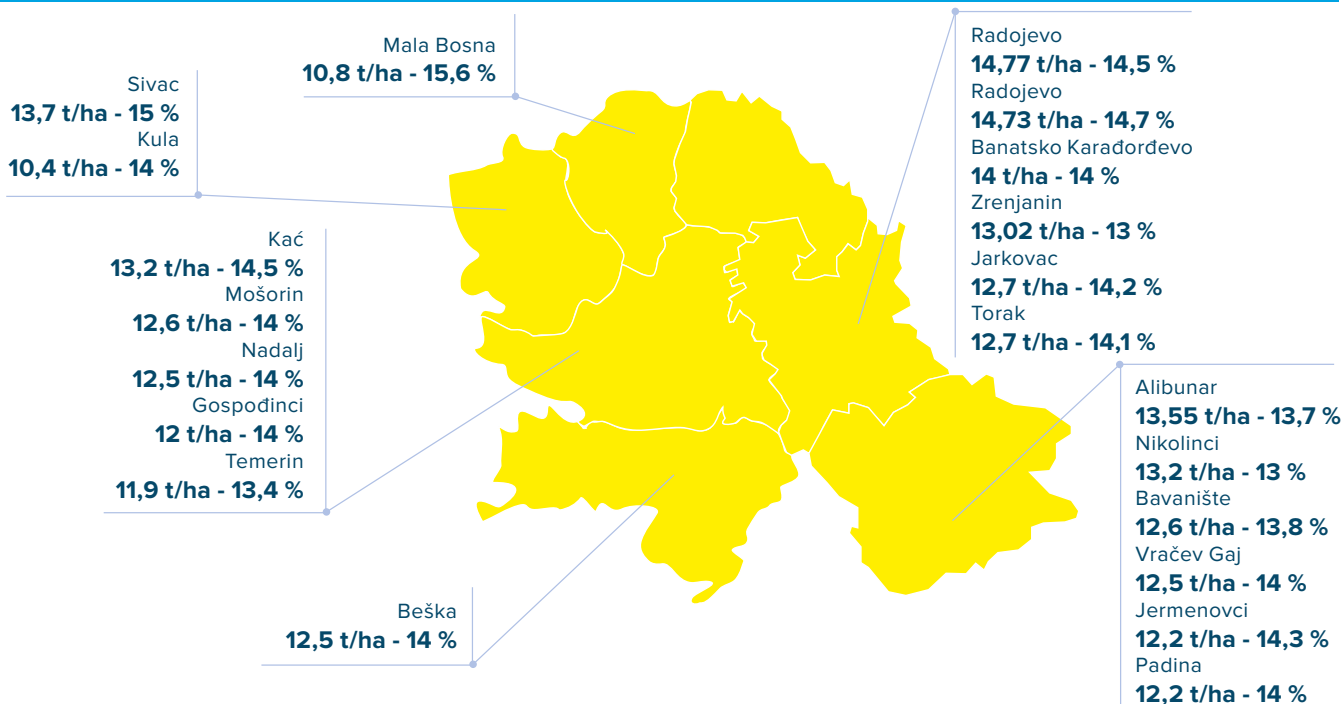 Mala Bosna
10,8 t/ha - 15,6 %
Sivac
13,7 t/ha - 15 %
Kula
10,4 t/ha - 14 %
Kać
13,2 t/ha - 14,5 %
Mošorin
12,6 t/ha - 14 %
Nadalj
12,5 t/ha - 14 %
Gospođinci
12 t/ha - 14 %
Temerin
11,9 t/ha - 13,4 %
Beška
12,5 t/ha - 14 %
Radojevo
14,77 t/ha - 14,5 %
Radojevo
14,73 t/ha - 14,7 %
Banatsko Karađorđevo
14 t/ha - 14 %
Zrenjanin
13,02 t/ha - 13 %
Jarkovac
12,7 t/ha - 14,2 %
Torak
12,7 t/ha - 14,1 %
Alibunar
13,55 t/ha - 13,7 %
Nikolinci
13,2 t/ha - 13 %
Bavanište
12,6 t/ha - 13,8 %
Vračev Gaj
12,5 t/ha - 14 %
Jermenovci
12,2 t/ha - 14,3 %
Padina
12,2 t/ha - 14 %